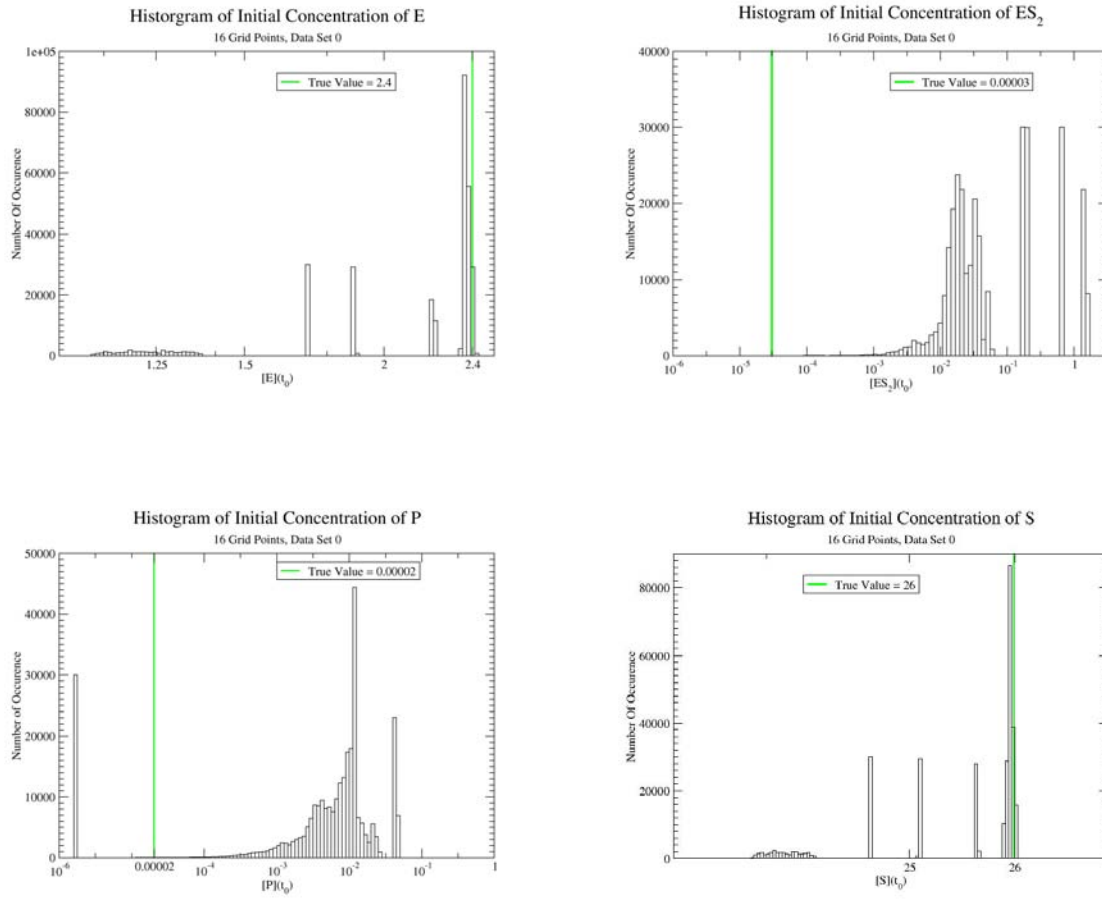 Historgram of Initial Concentration of E
16 Grid Points, Data Set 0
1e+05
True Value = 2.4
80000
60000
40000
20000
0
Number Of Occurence
1.25
1.5
2
2.4
[E](t₀)
Histogram of Initial Concentration of ES₂
16 Grid Points, Data Set 0
40000
True Value = 0.00003
30000
20000
10000
0
Number Of Occurence
10⁻⁶
10⁻⁵
10⁻⁴
10⁻³
10⁻²
10⁻¹
1
[ES₂](t₀)
Histogram of Initial Concentration of P
16 Grid Points, Data Set 0
50000
True Value = 0.00002
40000
30000
20000
10000
0
Number of Occurence
10⁻⁶
0.00002
10⁻⁴
10⁻³
10⁻²
10⁻¹
1
[P](t₀)
Histogram of Initial Concentration of S
16 Grid Points, Data Set 0
True Value = 26
80000
60000
40000
20000
0
Number Of Occurence
25
26
[S](t₀)